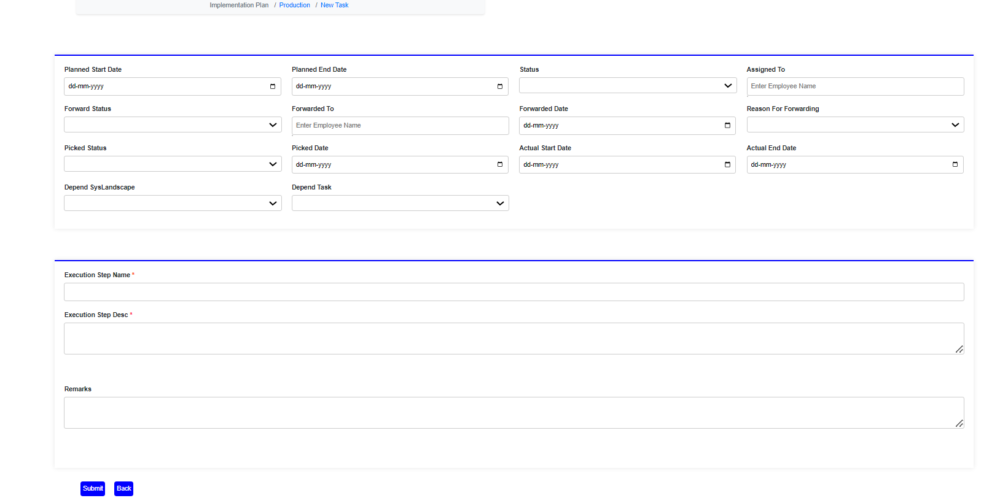 Implementation Plan / Production / New Task
Planned Start Date Planned End Date Status Assigned To
dd-mm-yyyy dd-mm-yyyy Enter Employee Name
Forward Status Forwarded To Forwarded Date Reason For Forwarding
Enter Employee Name dd-mm-yyyy
Picked Status Picked Date Actual Start Date Actual End Date
dd-mm-yyyy dd-mm-yyyy dd-mm-yyyy
Depend SysLandscape Depend Task
Execution Step Name *
Execution Step Desc *
Remarks
Submit Back